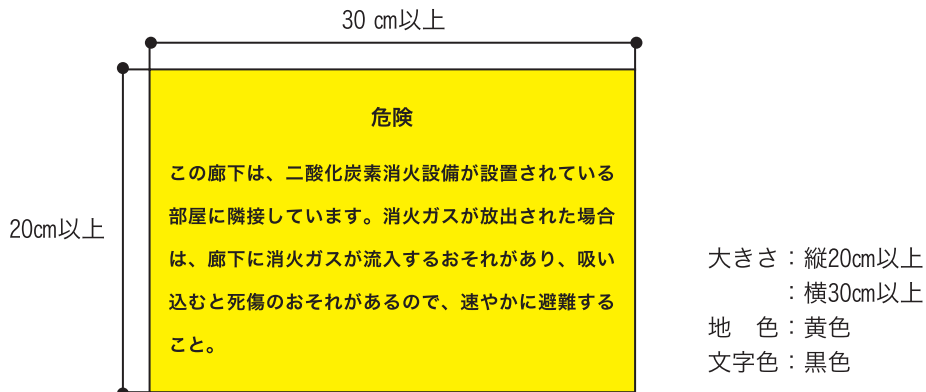 30 cm以上
危険
この廊下は、二酸化炭素消火設備が設置されている
部屋に隣接しています。消火ガスが放出された場合
は、廊下に消火ガスが流入するおそれがあり、吸い
込むと死傷のおそれがあるので、速やかに避難する
こと。
20cm以上
大きさ：縦20cm以上
：横30cm以上
地　色：黄色
文字色：黒色